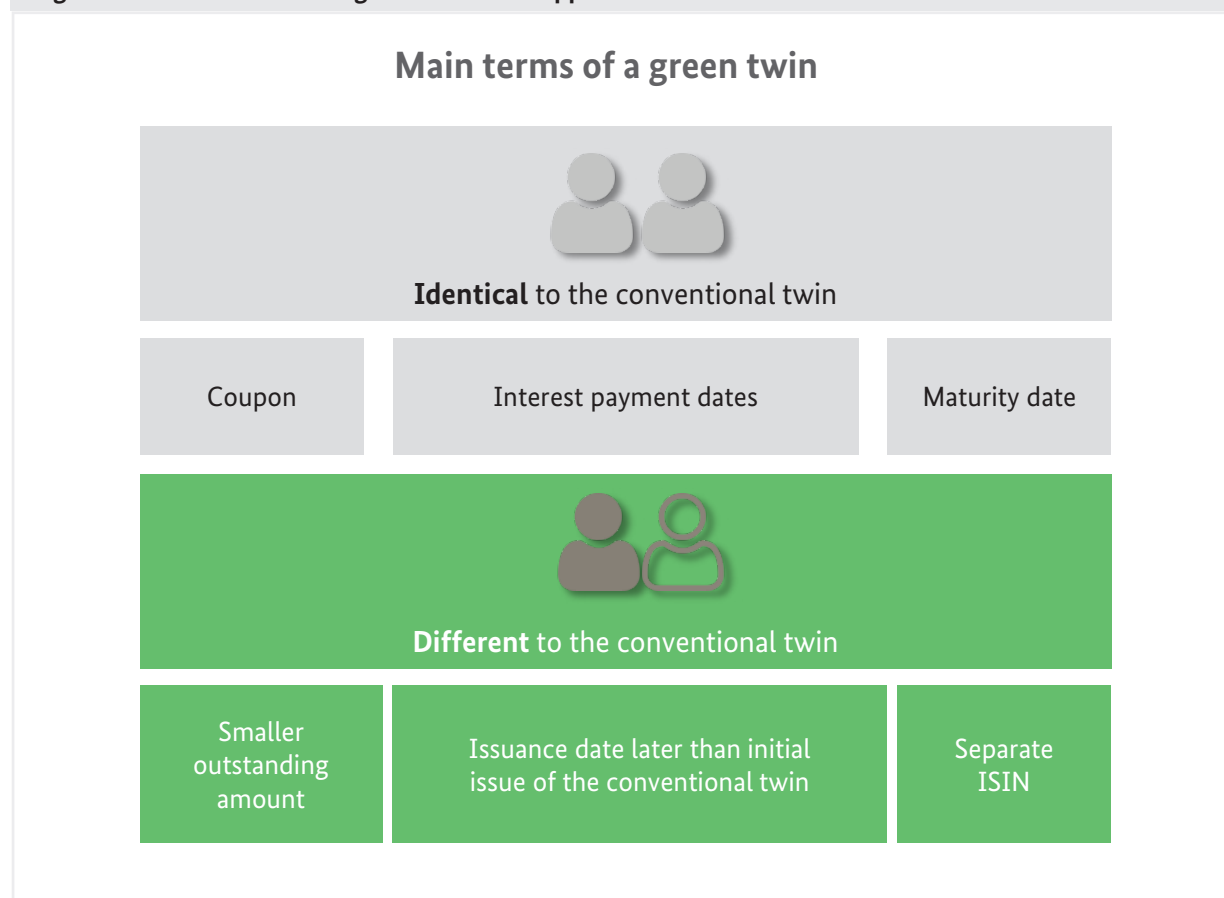 Main terms of a green twin
Identical to the conventional twin
Coupon
Interest payment dates
Maturity date
Different to the conventional twin
Smaller
outstanding
amount
Issuance date later than initial
issue of the conventional twin
Separate
ISIN